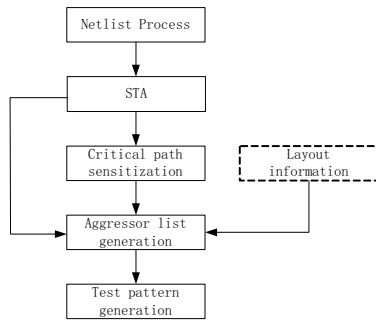 Netlist Process
STA
Critical path
sensitization
Layout
information
Aggressor list
generation
Test pattern
generation